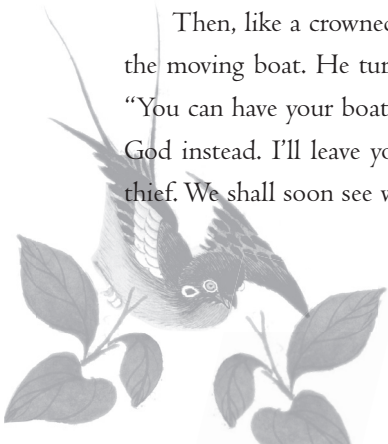 Then, like a crowned
the moving boat. He tur
“You can have your boat
God instead. I’ll leave yo
thief. We shall soon see w